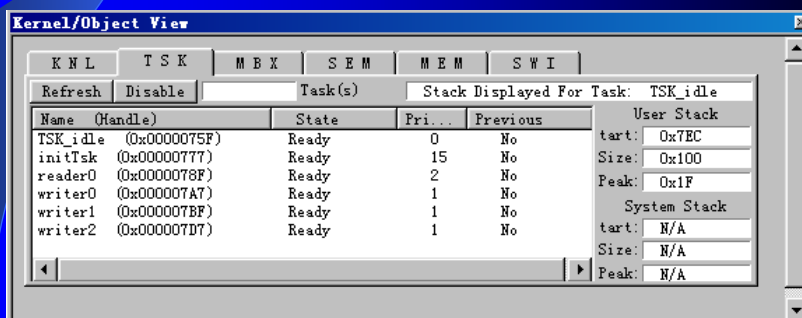 Kernel/Object View
KNL TSK MBX SEM MEM SWI
Refresh Disable Task(s) Stack Displayed For Task: TSK_idle
Name (Handle) State Pri... Previous User Stack
TSK_idle (0x0000075F) Ready 0 No tart: 0x7EC
initTsk (0x00000777) Ready 15 No Size: 0x100
reader0 (0x0000078F) Ready 2 No Peak: 0x1F
writer0 (0x000007A7) Ready 1 No
writer1 (0x000007BF) Ready 1 No System Stack
writer2 (0x000007D7) Ready 1 No tart: N/A
Size: N/A
Peak: N/A